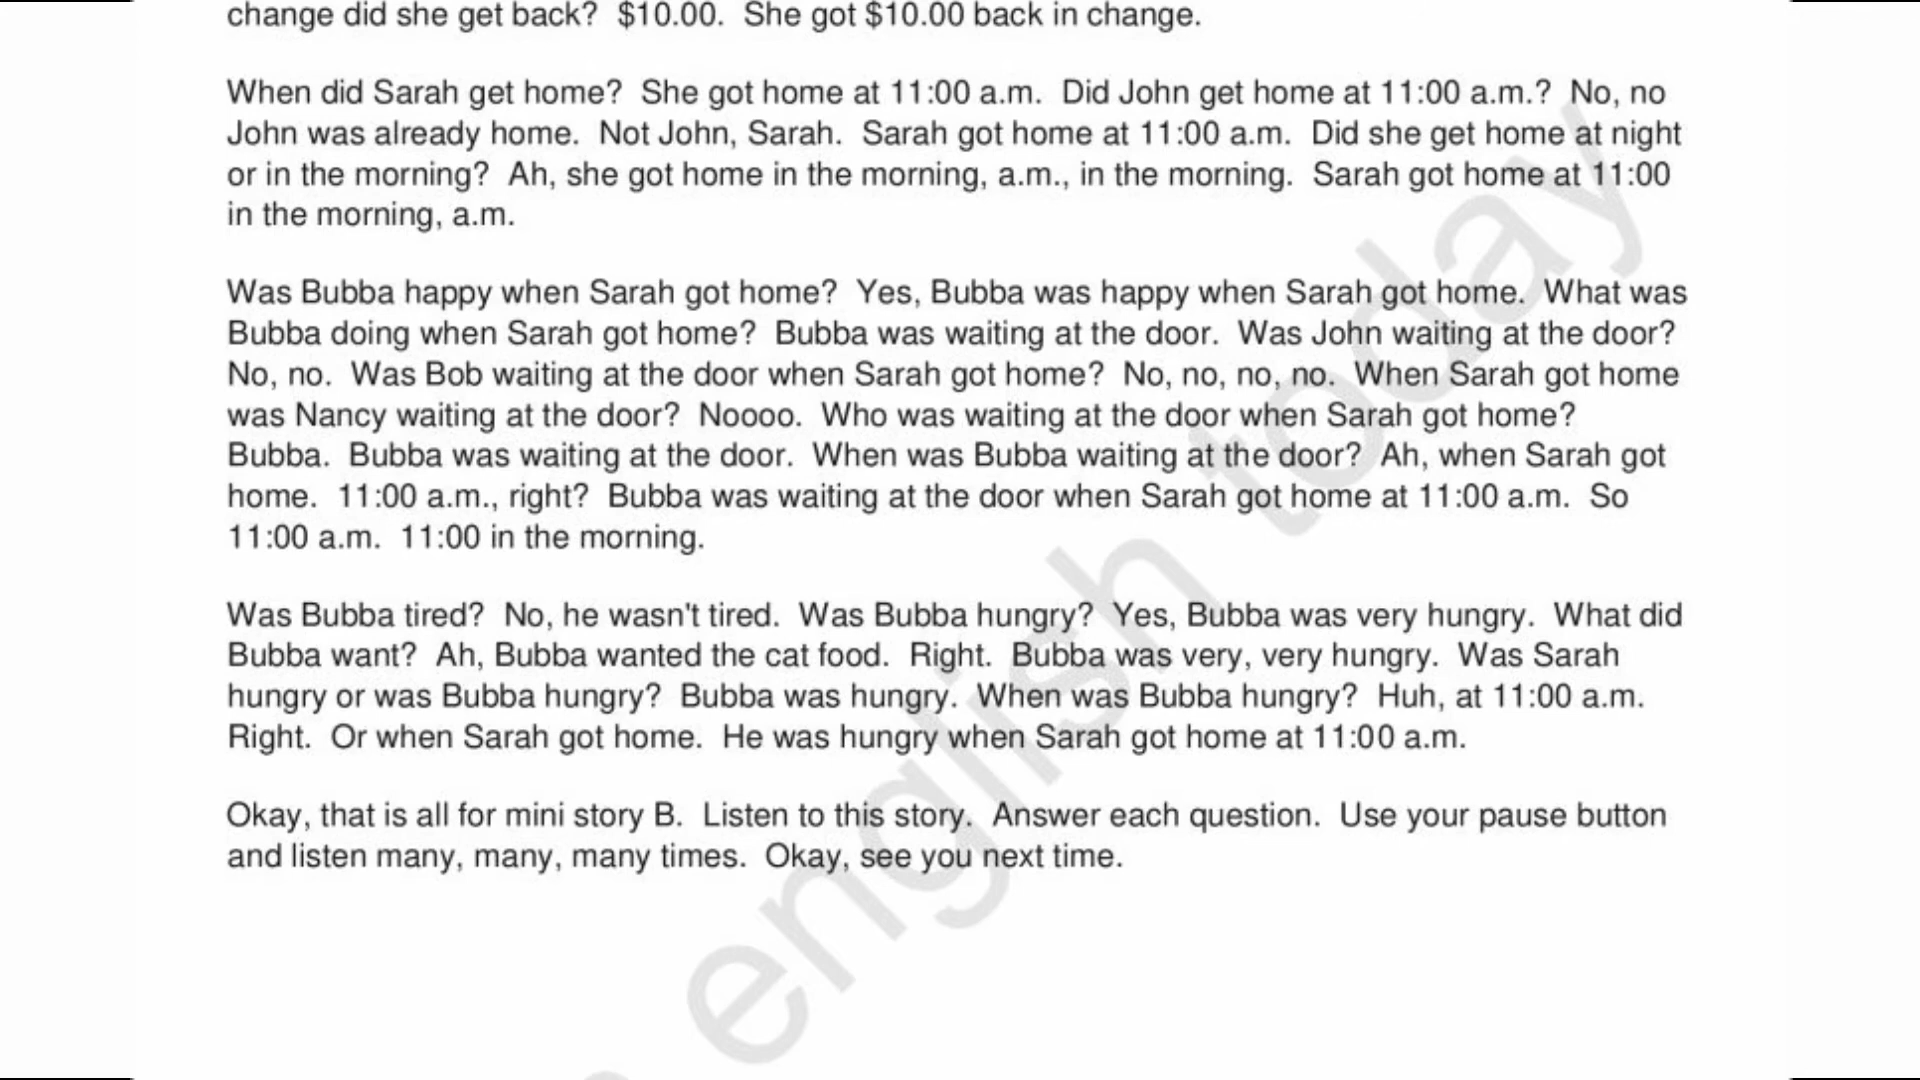 change did she get back?  $10.00.  She got $10.00 back in change.
When did Sarah get home?  She got home at 11:00 a.m.  Did John get home at 11:00 a.m.?  No, no
John was already home.  Not John, Sarah.  Sarah got home at 11:00 a.m.  Did she get home at night
or in the morning?  Ah, she got home in the morning, a.m., in the morning.  Sarah got home at 11:00
in the morning, a.m.
Was Bubba happy when Sarah got home?  Yes, Bubba was happy when Sarah got home.  What was
Bubba doing when Sarah got home?  Bubba was waiting at the door.  Was John waiting at the door?
No, no.  Was Bob waiting at the door when Sarah got home?  No, no, no, no.  When Sarah got home
was Nancy waiting at the door?  Noooo.  Who was waiting at the door when Sarah got home?
Bubba.  Bubba was waiting at the door.  When was Bubba waiting at the door?  Ah, when Sarah got
home.  11:00 a.m., right?  Bubba was waiting at the door when Sarah got home at 11:00 a.m.  So
11:00 a.m.  11:00 in the morning.
Was Bubba tired?  No, he wasn't tired.  Was Bubba hungry?  Yes, Bubba was very hungry.  What did
Bubba want?  Ah, Bubba wanted the cat food.  Right.  Bubba was very, very hungry.  Was Sarah
hungry or was Bubba hungry?  Bubba was hungry.  When was Bubba hungry?  Huh, at 11:00 a.m.
Right.  Or when Sarah got home.  He was hungry when Sarah got home at 11:00 a.m.
Okay, that is all for mini story B.  Listen to this story.  Answer each question.  Use your pause button
and listen many, many, many times.  Okay, see you next time.
english today